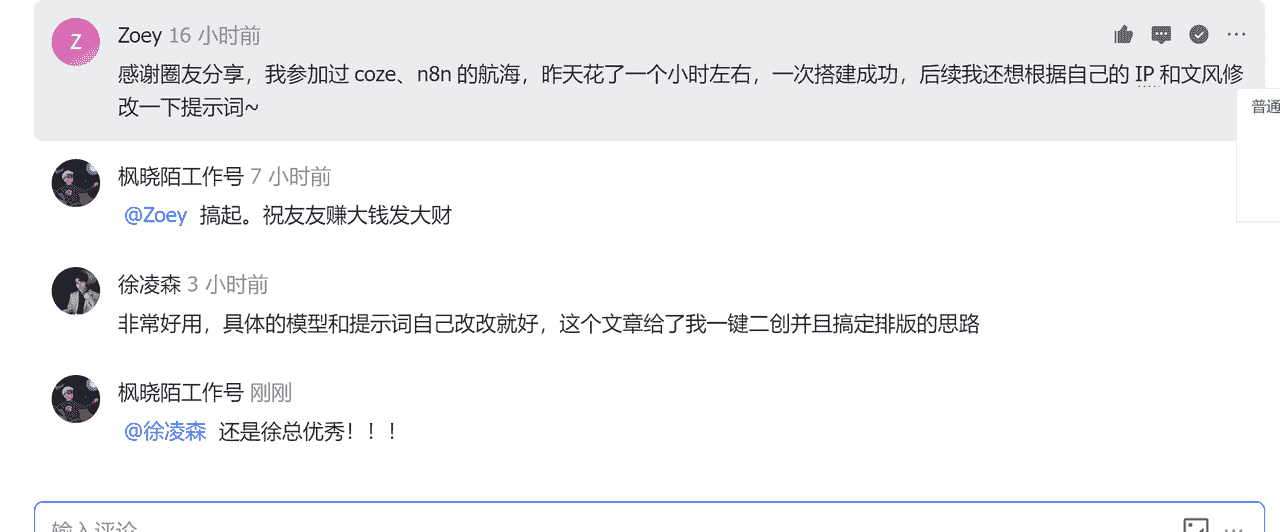 Z
Zoey 16 小时前
感谢圈友分享，我参加过 coze、n8n 的航海，昨天花了一个小时左右，一次搭建成功，后续我还想根据自己的 IP 和文风修
改一下提示词~
普通
枫晓陌工作号 7 小时前
@Zoey 搞起。祝友友赚大钱发大财
徐凌森 3 小时前
非常好用，具体的模型和提示词自己改改就好，这个文章给了我一键二创并且搞定排版的思路
枫晓陌工作号 刚刚
@徐凌森 还是徐总优秀！！！
输入评论